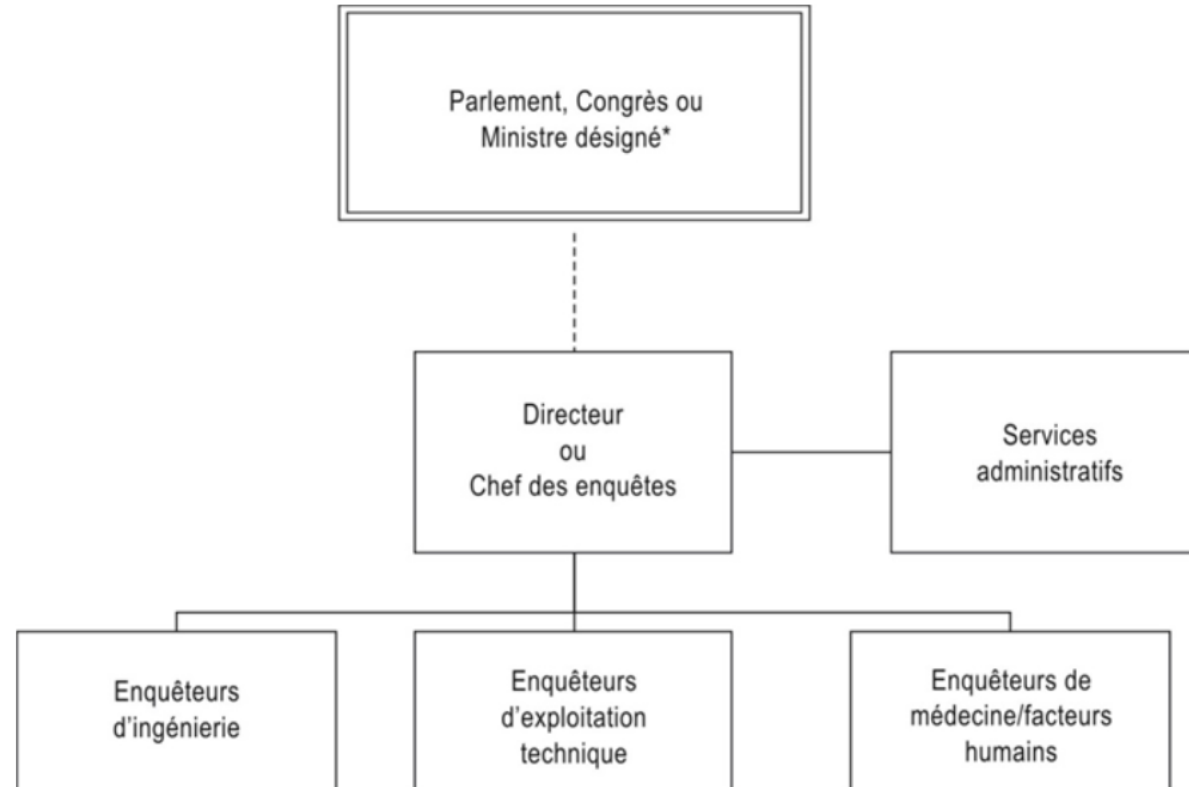 Parlement, Congrès ou
Ministre désigné*
Directeur
ou
Chef des enquêtes
Services
administratifs
Enquêteurs
d'ingénierie
Enquêteurs
d'exploitation
technique
Enquêteurs de
médecine/facteurs
humains